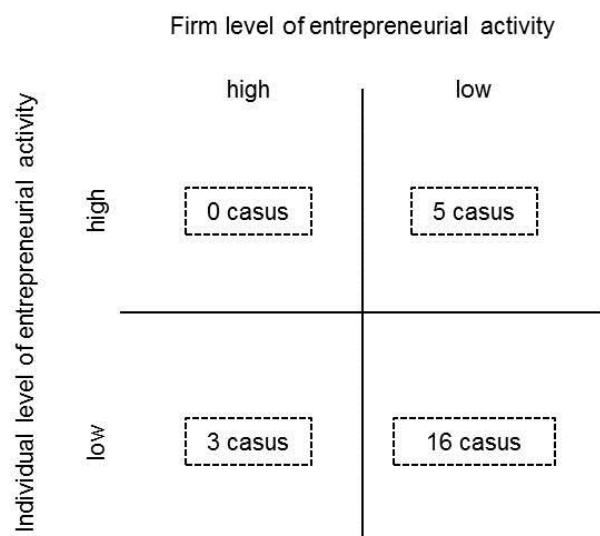 Firm level of entrepreneurial activity
high
low
Individual level of entrepreneurial activity
high
0 casus
5 casus
low
3 casus
16 casus